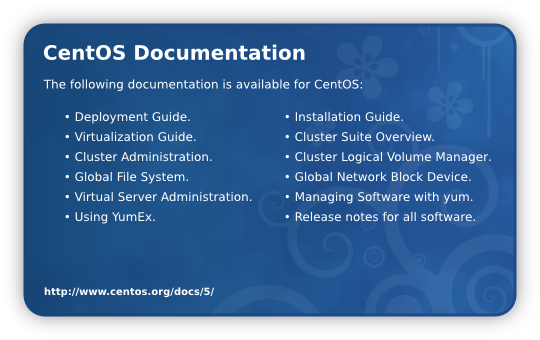 CentOS Documentation
The following documentation is available for CentOS:
• Deployment Guide.
• Virtualization Guide.
• Cluster Administration.
• Global File System.
• Virtual Server Administration.
• Using YumEx.
• Installation Guide.
• Cluster Suite Overview.
• Cluster Logical Volume Manager.
• Global Network Block Device.
• Managing Software with yum.
• Release notes for all software.
http://www.centos.org/docs/5/